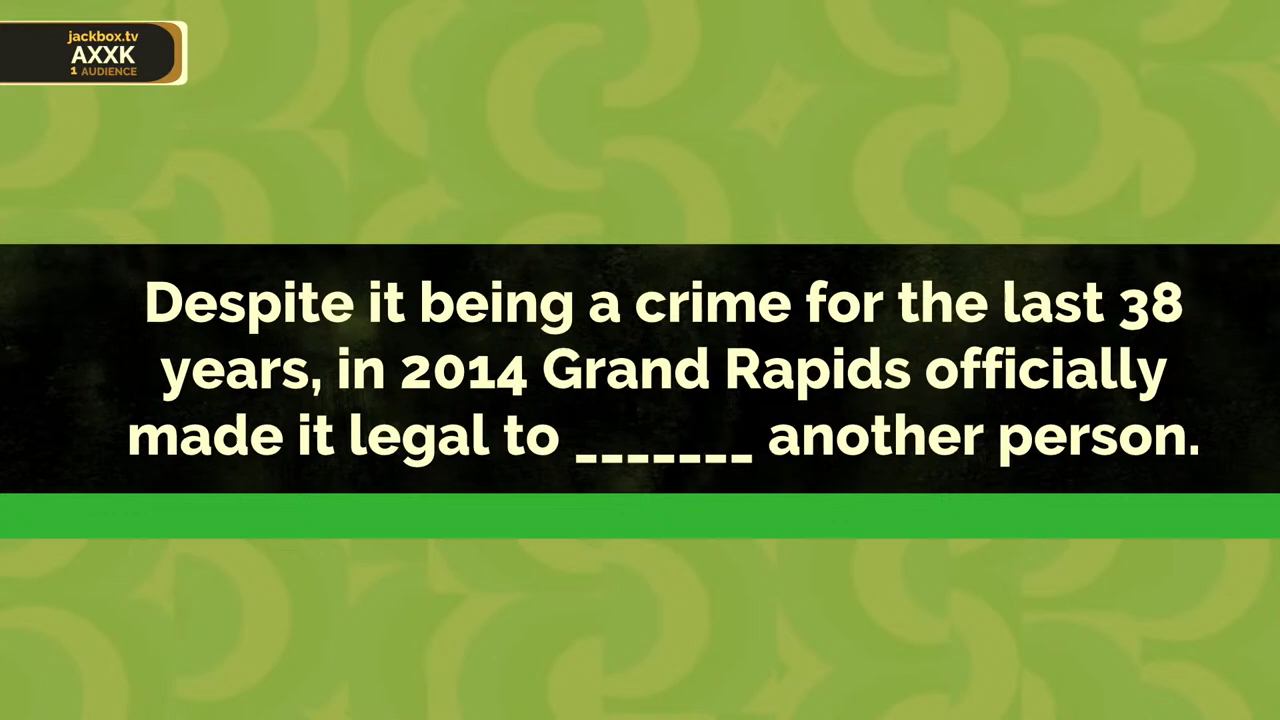 jackbox.tv
AXXK
1 AUDIENCE
Despite it being a crime for the last 38
years, in 2014 Grand Rapids officially
made it legal to _______ another person.